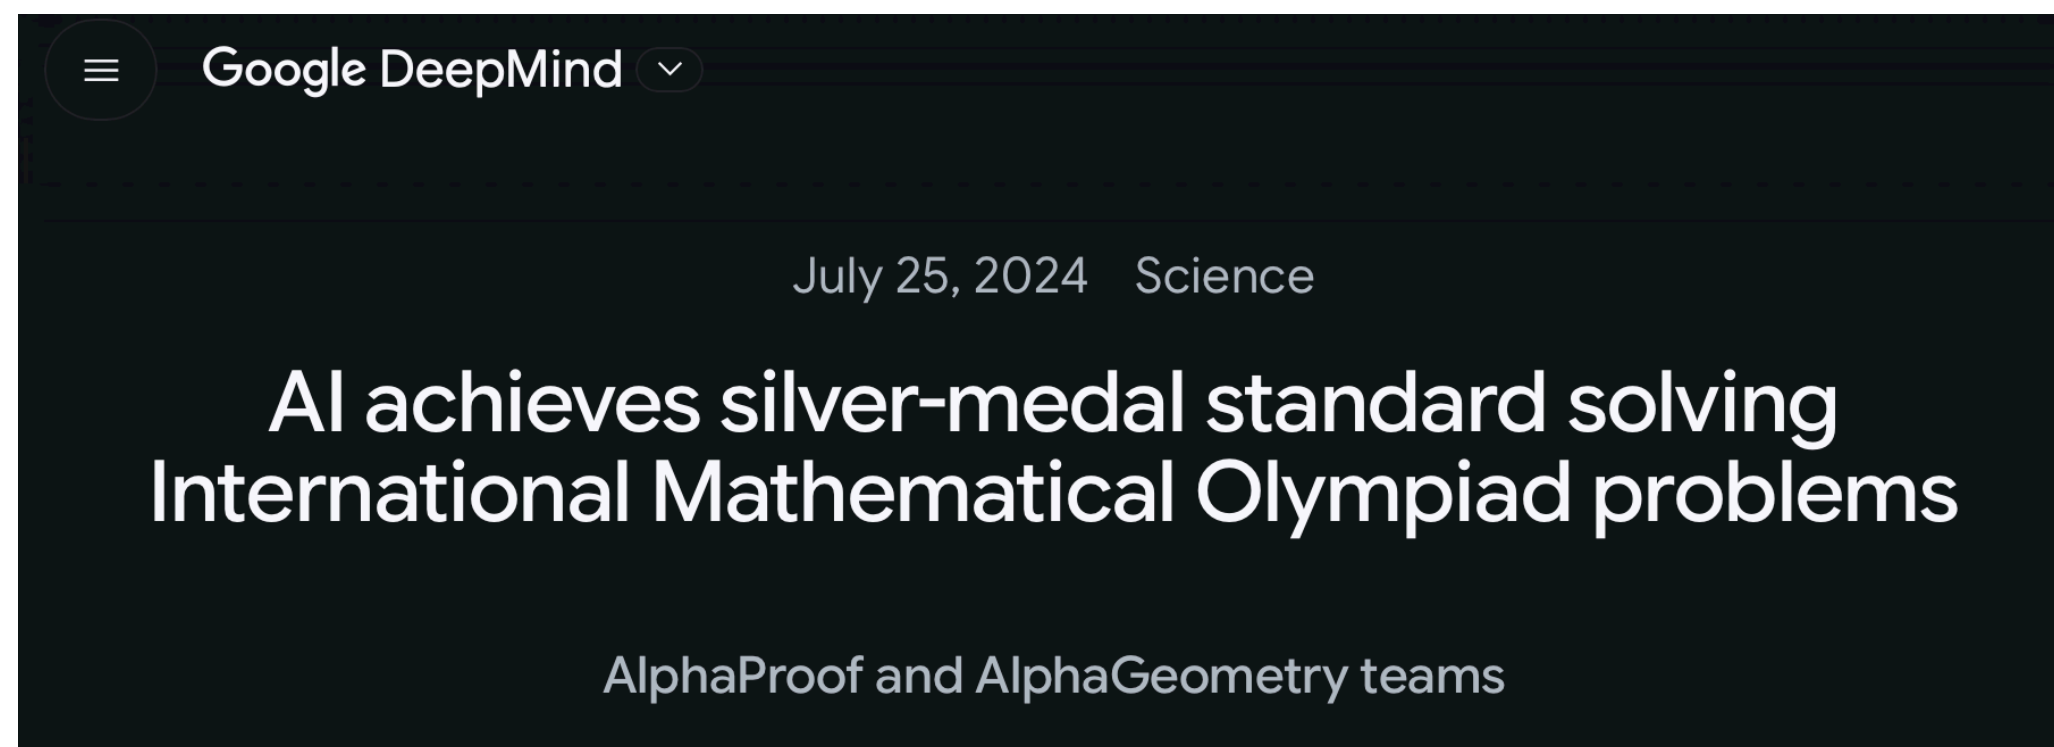 Google DeepMind
July 25, 2024 Science
AI achieves silver-medal standard solving
International Mathematical Olympiad problems
AlphaProof and AlphaGeometry teams